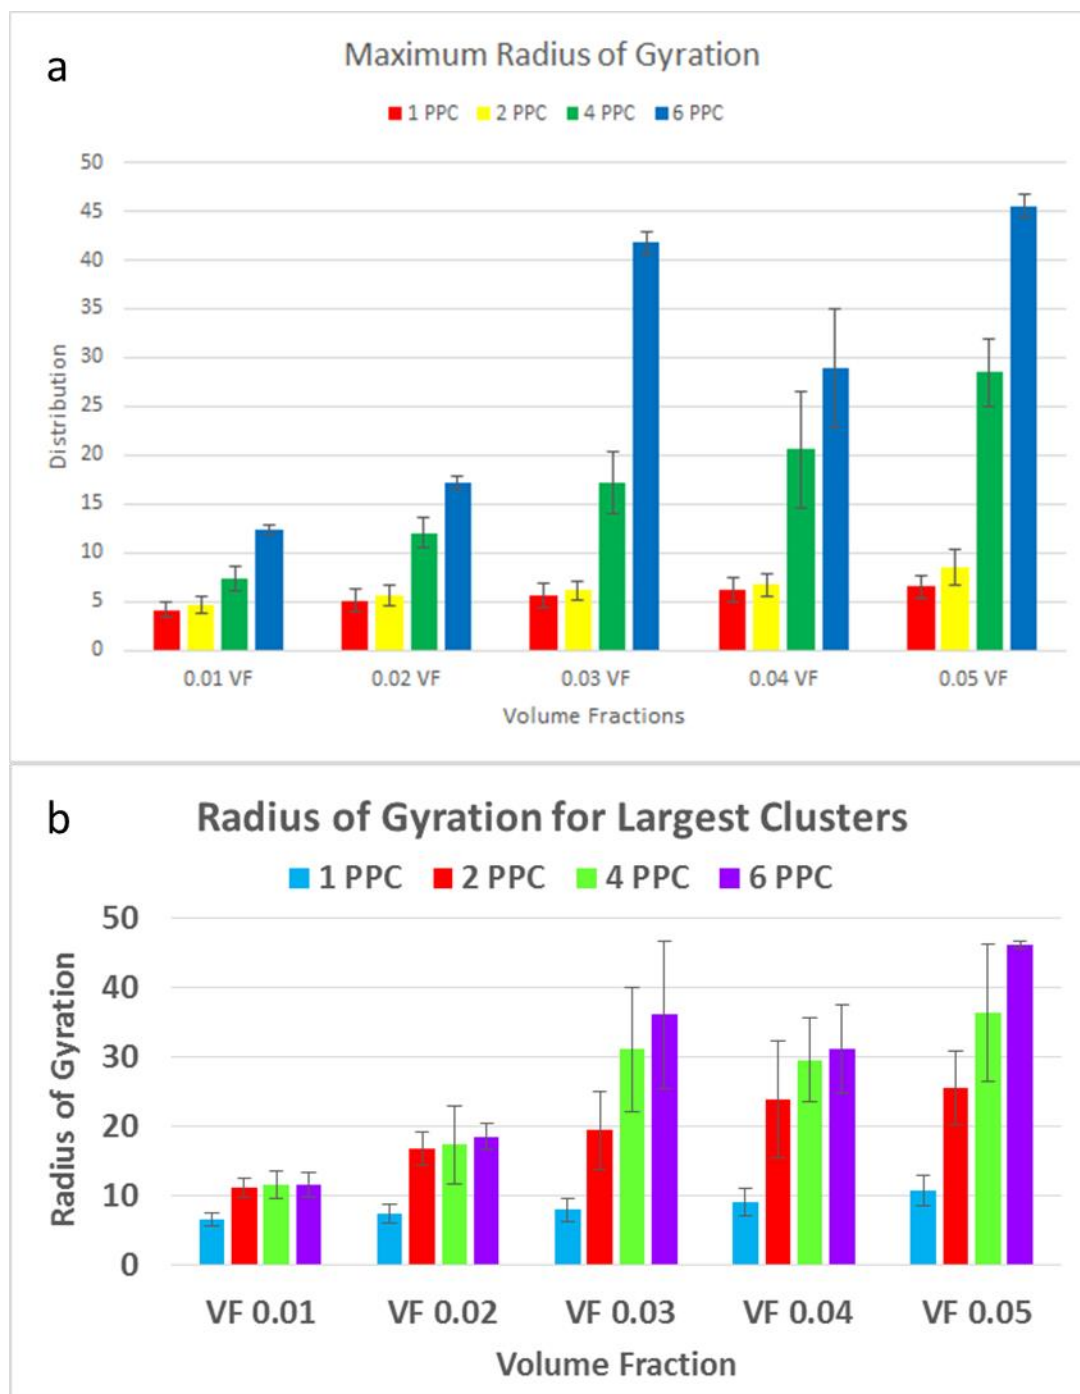 a
Maximum Radius of Gyration
1 PPC 2 PPC 4 PPC 6 PPC
50
45
40
35
30
25
20
15
10
5
0
Distribution
0.01 VF 0.02 VF 0.03 VF 0.04 VF 0.05 VF
Volume Fractions
b
Radius of Gyration for Largest Clusters
1 PPC 2 PPC 4 PPC 6 PPC
50
40
30
20
10
0
Radius of Gyration
VF 0.01 VF 0.02 VF 0.03 VF 0.04 VF 0.05
Volume Fraction